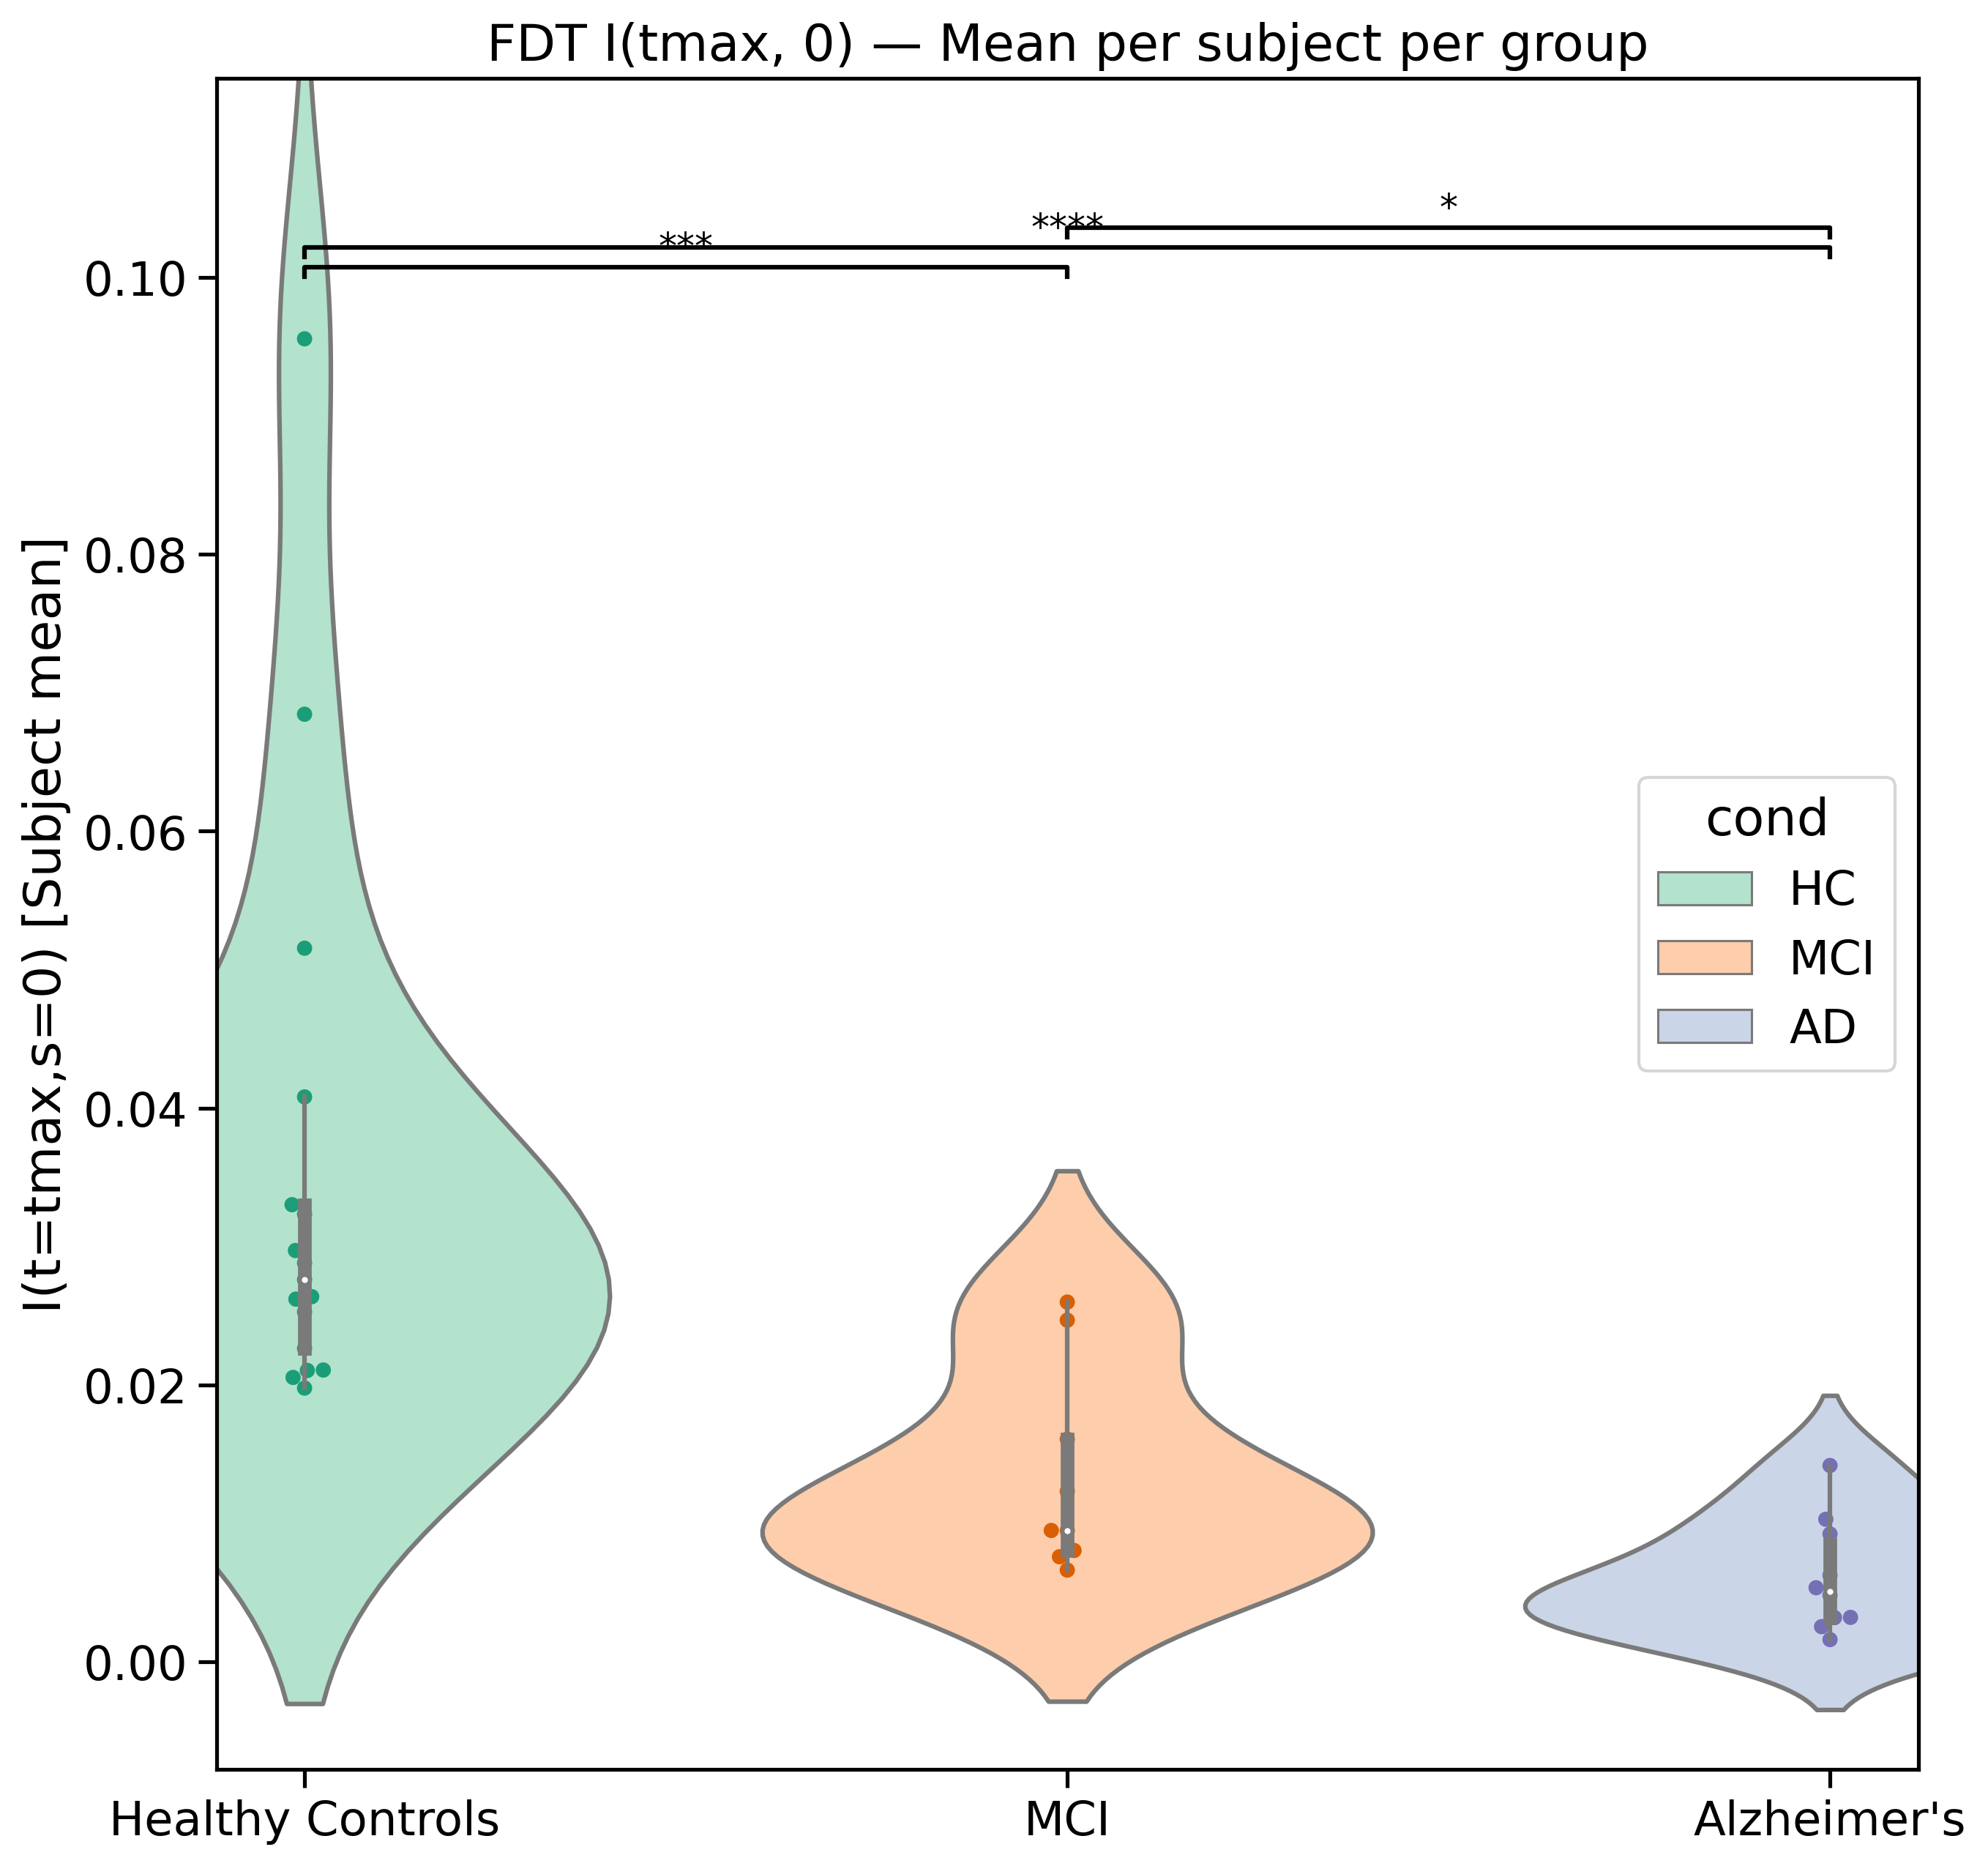 FDT I(tmax, 0) — Mean per subject per group
I(t=tmax,s=0) [Subject mean]
0.10
0.08
0.06
0.04
0.02
0.00
***
****
*
cond
HC
MCI
AD
Healthy Controls
MCI
Alzheimer's